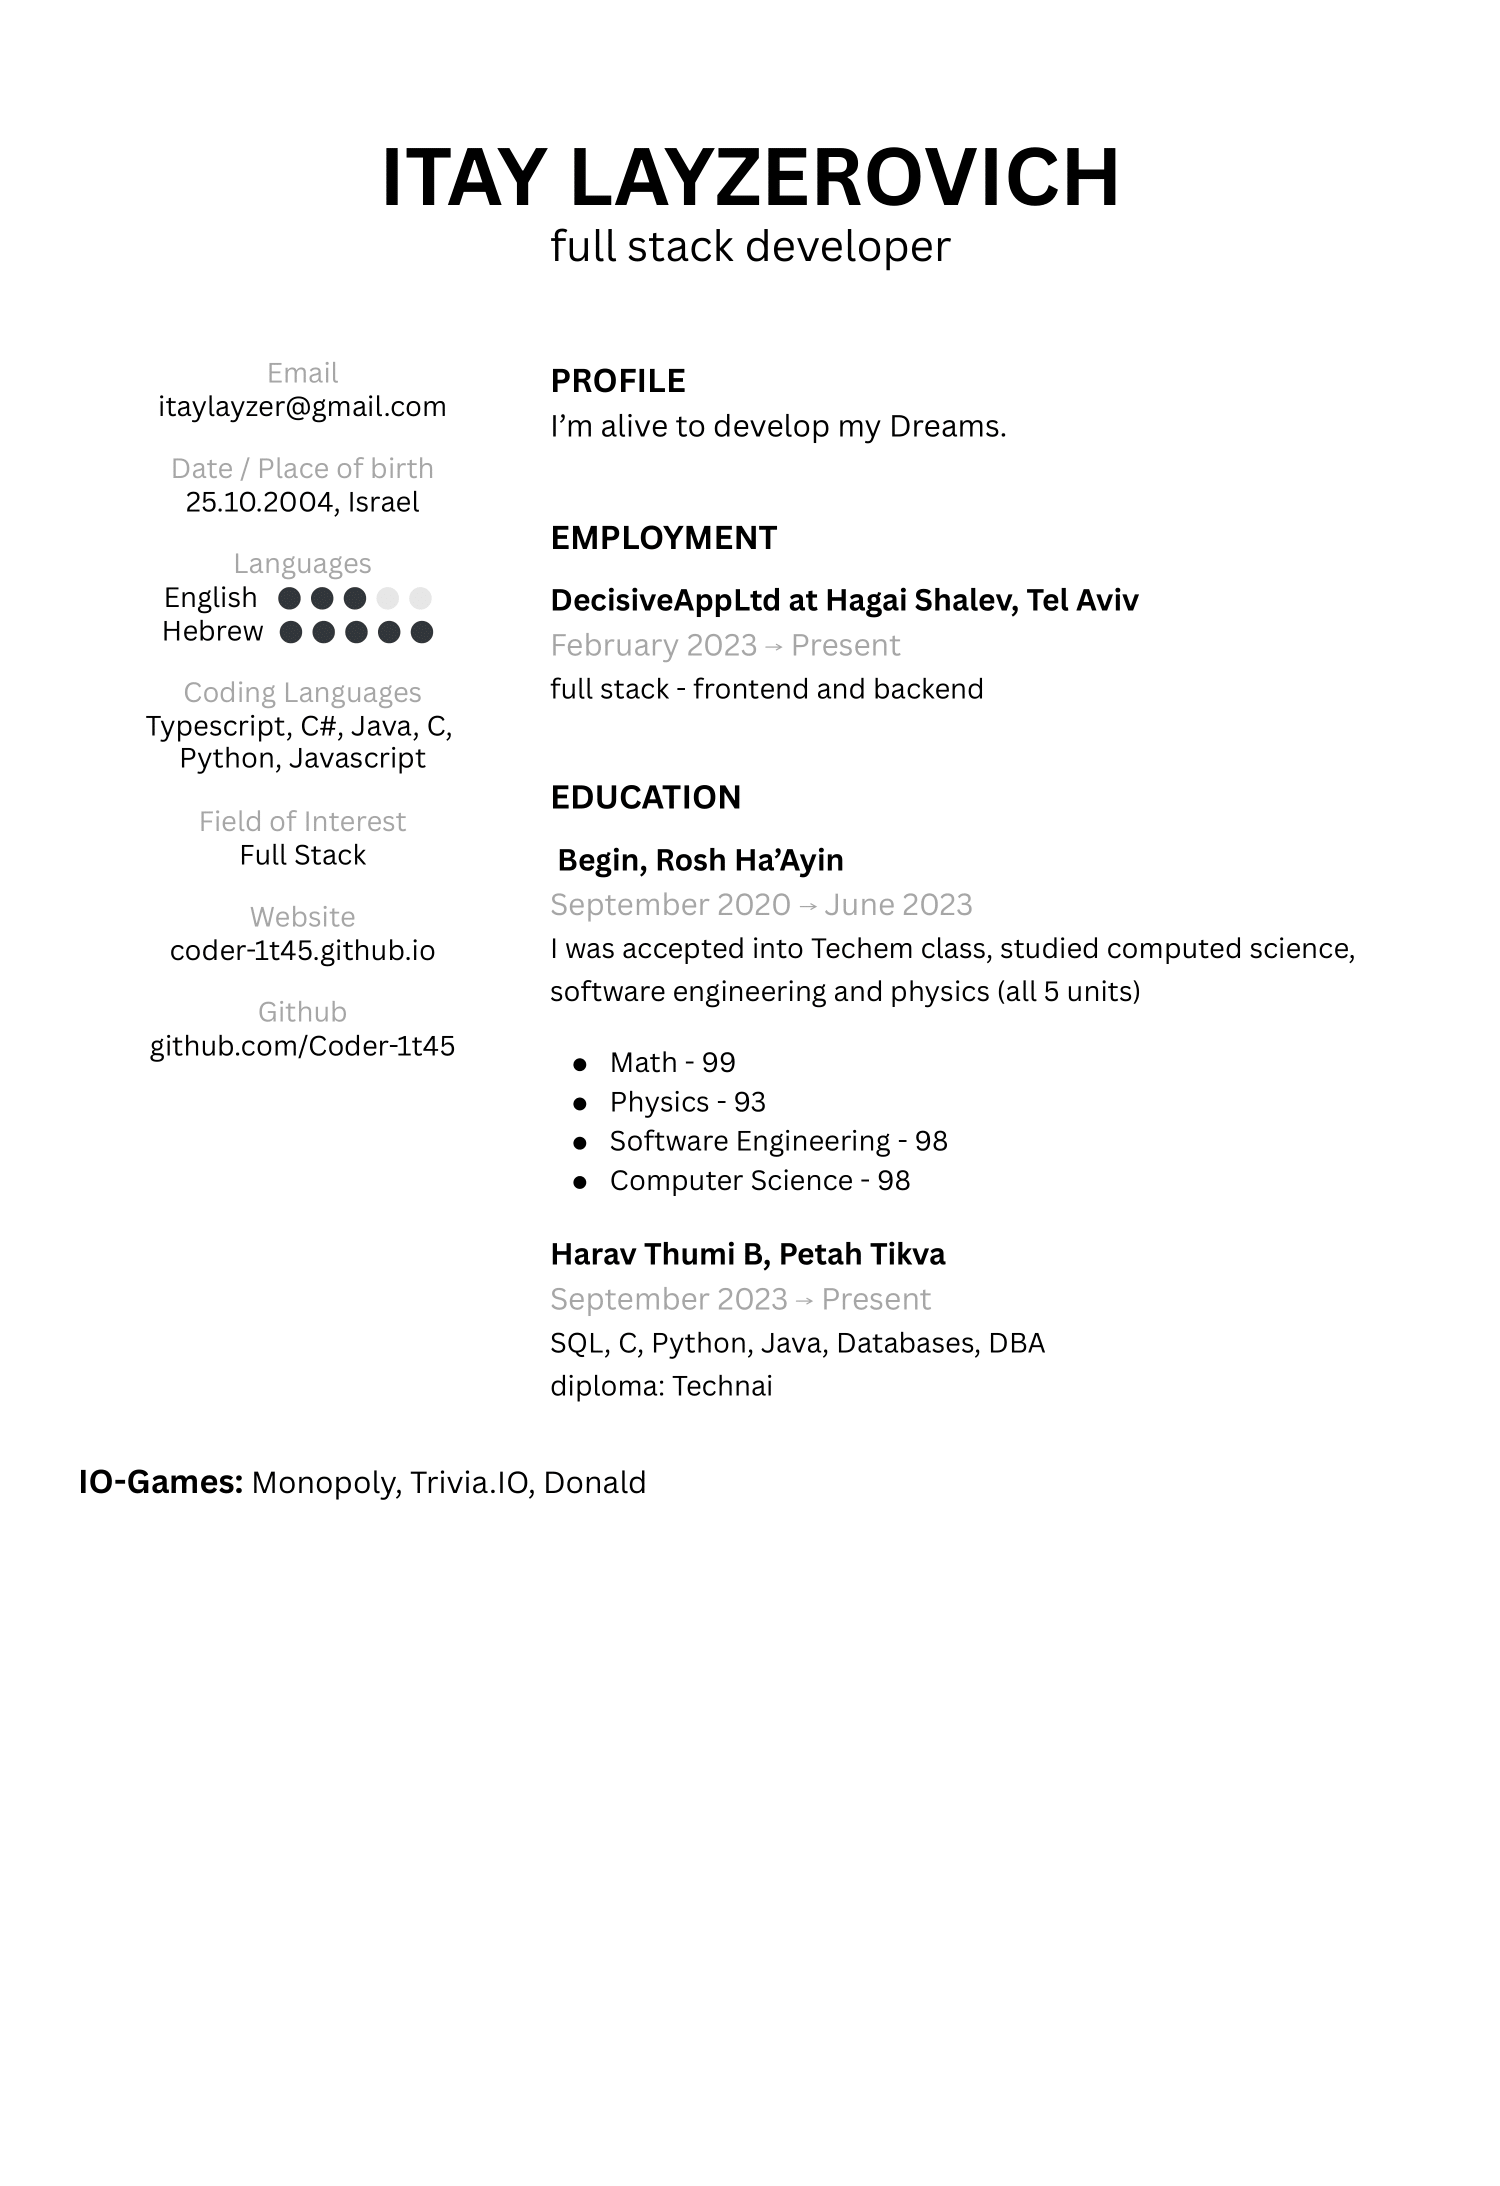 ITAY LAYZEROVICH
full stack developer
Email
itaylayzer@gmail.com
Date / Place of birth
25.10.2004, Israel
Languages
English
Hebrew
Coding Languages
Typescript, C#, Java, C,
Python, Javascript
Field of Interest
Full Stack
Website
coder-1t45.github.io
Github
github.com/Coder-1t45
PROFILE
I’m alive to develop my Dreams.
EMPLOYMENT
DecisiveAppLtd at Hagai Shalev, Tel Aviv
February 2023 → Present
full stack - frontend and backend
EDUCATION
Begin, Rosh Ha’Ayin
September 2020 → June 2023
I was accepted into Techem class, studied computed science,
software engineering and physics (all 5 units)
● Math - 99
● Physics - 93
● Software Engineering - 98
● Computer Science - 98
Harav Thumi B, Petah Tikva
September 2023 → Present
SQL, C, Python, Java, Databases, DBA
diploma: Technai
IO-Games: Monopoly, Trivia.IO, Donald